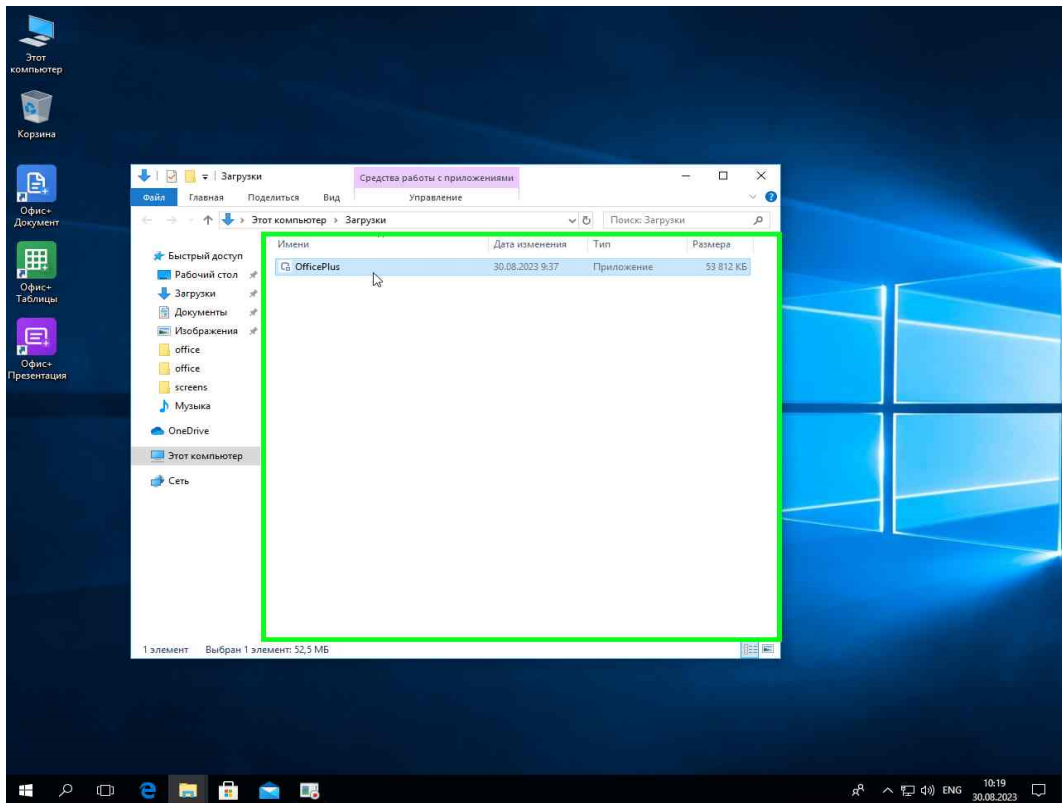 Этот
компьютер
Корзина
Офис+
Документ
Офис+
Таблицы
Офис+
Презентация
Загрузки
Средства работы с приложениями
Файл Главная Поделиться Вид Управление
Этот компьютер › Загрузки
Поиск: Загрузки
Быстрый доступ
Рабочий стол
Загрузки
Документы
Изображения
office
office
screens
Музыка
OneDrive
Этот компьютер
Сеть
Имени Дата изменения Тип Размера
OfficePlus 30.08.2023 9:37 Приложение 53 812 КБ
1 элемент Выбран 1 элемент: 52,5 МБ
ENG
10:19
30.08.2023